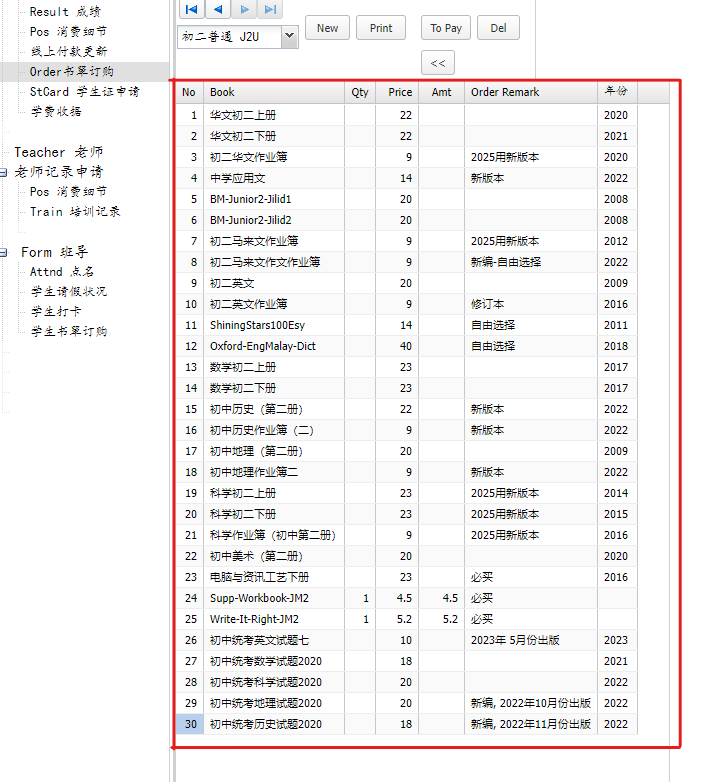 Result 成绩
Pos 消费细节
线上付款更新
Order书单订购
StCard 学生证申请
学费收据
Teacher 老师
老师记录申请
Pos 消费细节
Train 培训记录
Form 班导
Attnd 点名
学生请假状况
学生打卡
学生书单订购
初二普通 J2U
New Print To Pay Del
<<
No Book Qty Price Amt Order Remark 年份
1 华文初二上册 22 2020
2 华文初二下册 22 2021
3 初二华文作业簿 9 2025用新版本 2020
4 中学应用文 14 新版本 2022
5 BM-Junior2-Jilid1 20 2008
6 BM-Junior2-Jilid2 20 2008
7 初二马来文作业簿 9 2025用新版本 2012
8 初二马来文作文作业簿 9 新编-自由选择 2022
9 初二英文 20 2009
10 初二英文作业簿 9 修订本 2016
11 ShiningStars100Esy 14 自由选择 2011
12 Oxford-EngMalay-Dict 40 自由选择 2018
13 数学初二上册 23 2017
14 数学初二下册 23 2017
15 初中历史（第二册） 22 新版本 2022
16 初中历史作业簿（二） 9 新版本 2022
17 初中地理（第二册） 20 2009
18 初中地理作业簿二 9 新版本 2022
19 科学初二上册 23 2025用新版本 2014
20 科学初二下册 23 2025用新版本 2015
21 科学作业簿（初中第二册） 9 2025用新版本 2016
22 初中美术（第二册） 20 2020
23 电脑与资讯工艺下册 23 必买 2016
24 Supp-Workbook-JM2 1 4.5 4.5 必买
25 Write-It-Right-JM2 1 5.2 5.2 必买
26 初中统考英文试题七 10 2023年 5月份出版 2023
27 初中统考数学试题2020 18 2021
28 初中统考科学试题2020 20 2022
29 初中统考地理试题2020 20 新编, 2022年10月份出版 2022
30 初中统考历史试题2020 18 新编, 2022年11月份出版 2022